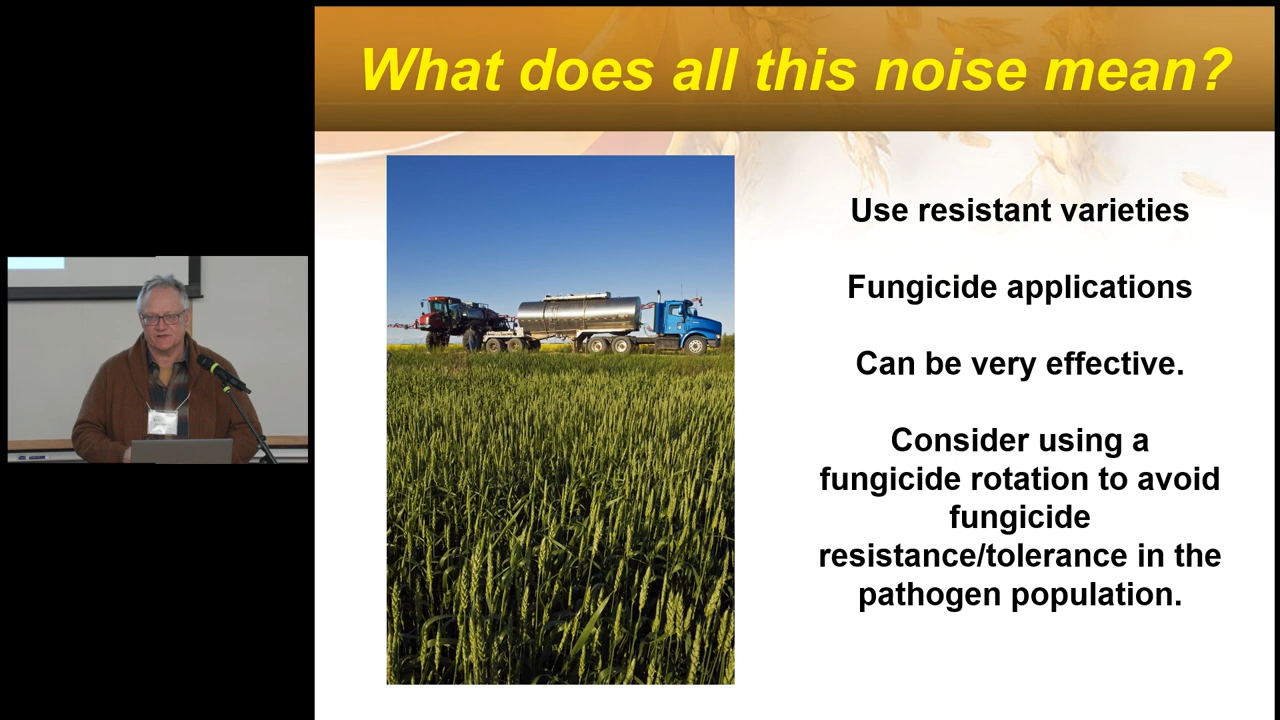 What does all this noise mean?
Use resistant varieties
Fungicide applications
Can be very effective.
Consider using a
fungicide rotation to avoid
fungicide
resistance/tolerance in the
pathogen population.